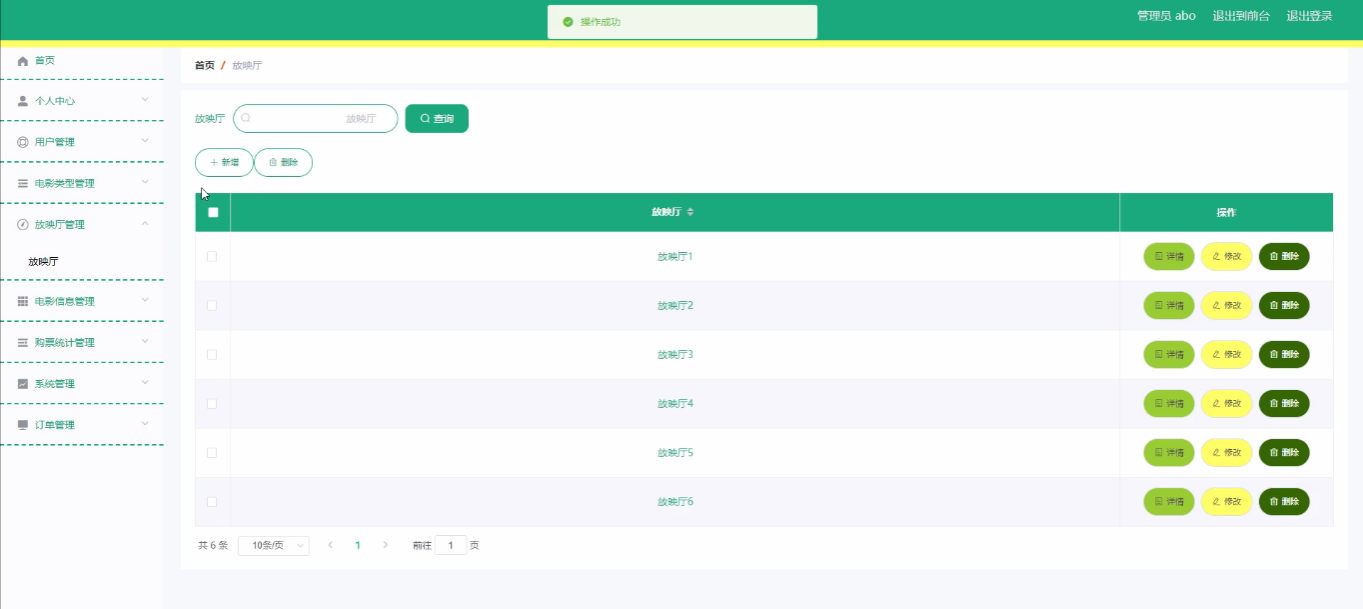 操作成功
管理员 abo 退出到前台 退出登录
首页
个人中心
用户管理
电影类型管理
放映厅管理
放映厅
电影信息管理
购票统计管理
系统管理
订单管理
首页 / 放映厅
放映厅 放映厅 查询
新增 删除
放映厅 操作
放映厅1 详情 修改 删除
放映厅2 详情 修改 删除
放映厅3 详情 修改 删除
放映厅4 详情 修改 删除
放映厅5 详情 修改 删除
放映厅6 详情 修改 删除
共 6 条 10条/页 1 前往 1 页